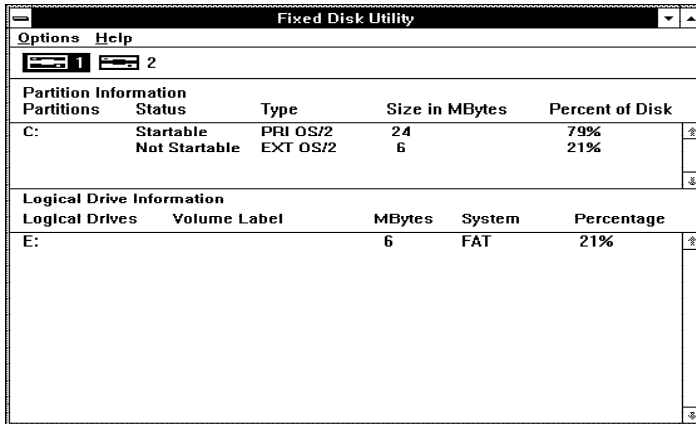 Fixed Disk Utility
Options Help
1 2
Partition Information
Partitions Status Type Size in MBytes Percent of Disk
C: Startable PRI OS/2 24 79%
Not Startable EXT OS/2 6 21%
Logical Drive Information
Logical Drives Volume Label MBytes System Percentage
E: 6 FAT 21%